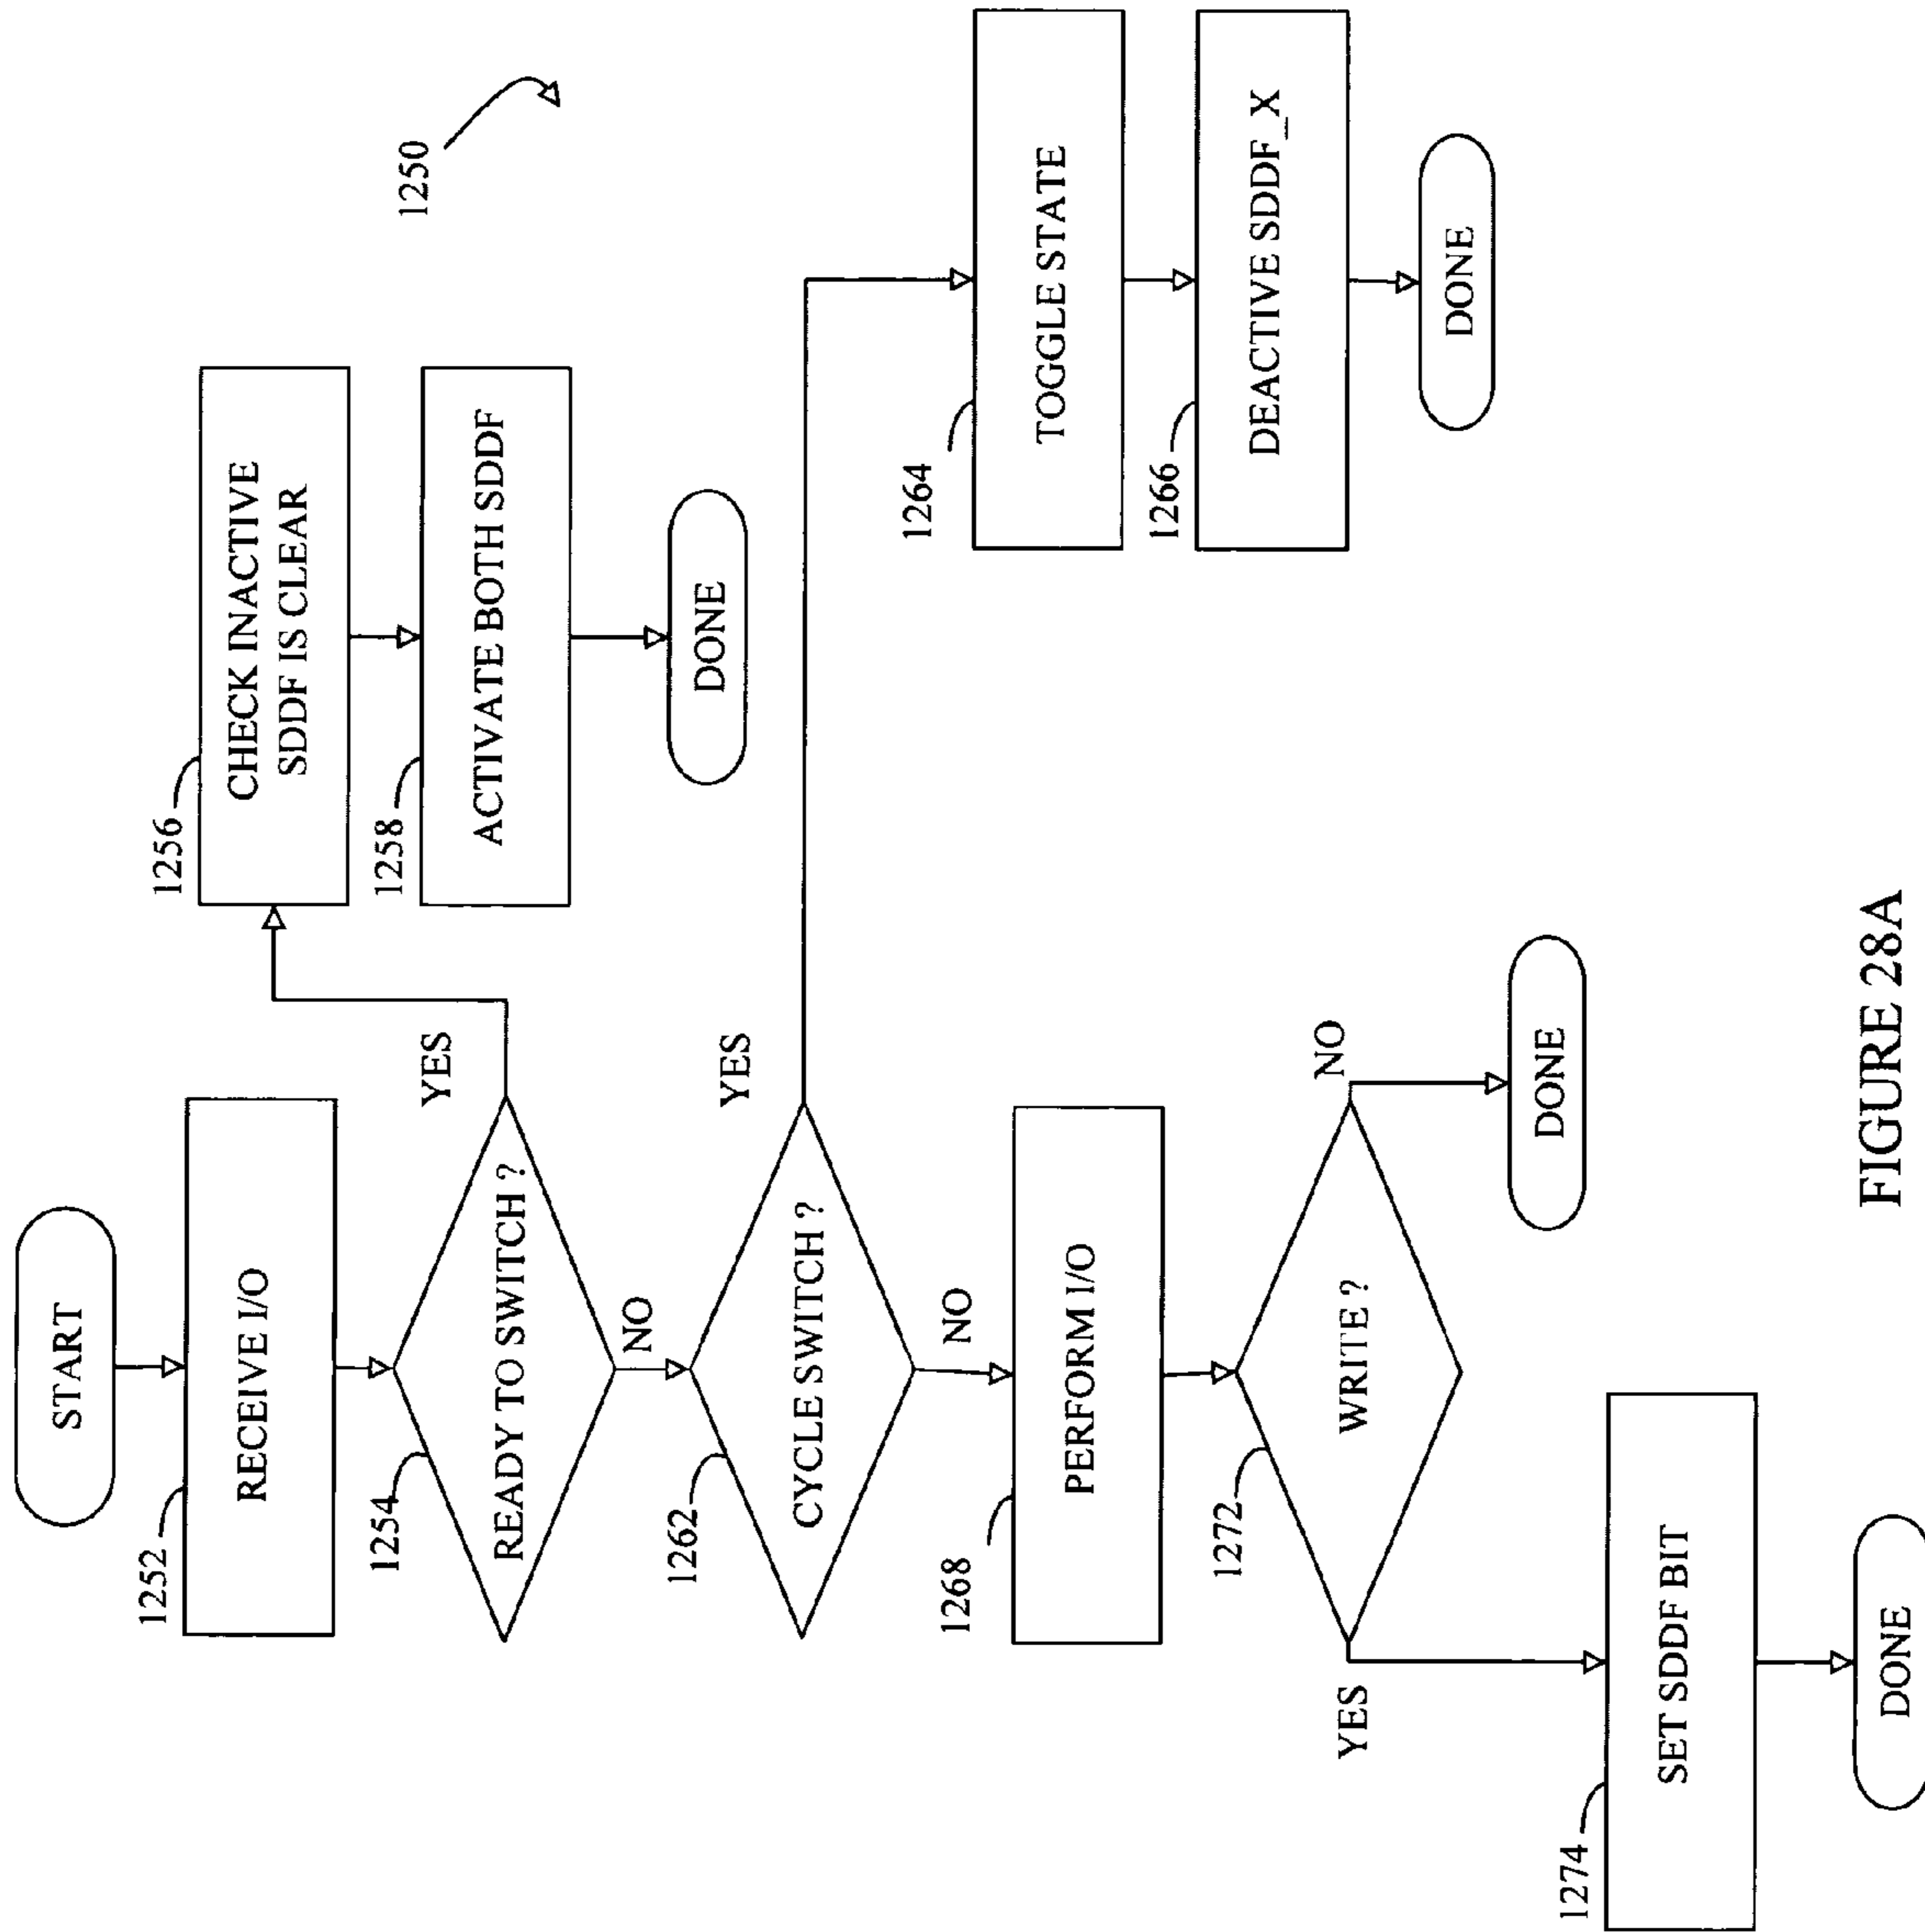 1250
START
1252
RECEIVE I/O
1254
READY TO SWITCH ?
YES
NO
1256
CHECK INACTIVE
SDDF IS CLEAR
1258
ACTIVATE BOTH SDDF
DONE
1262
CYCLE SWITCH ?
YES
NO
1264
TOGGLE STATE
1266
DEACTIVE SDDF_X
DONE
1268
PERFORM I/O
1272
WRITE ?
NO
DONE
YES
1274
SET SDDF BIT
DONE
FIGURE 28A